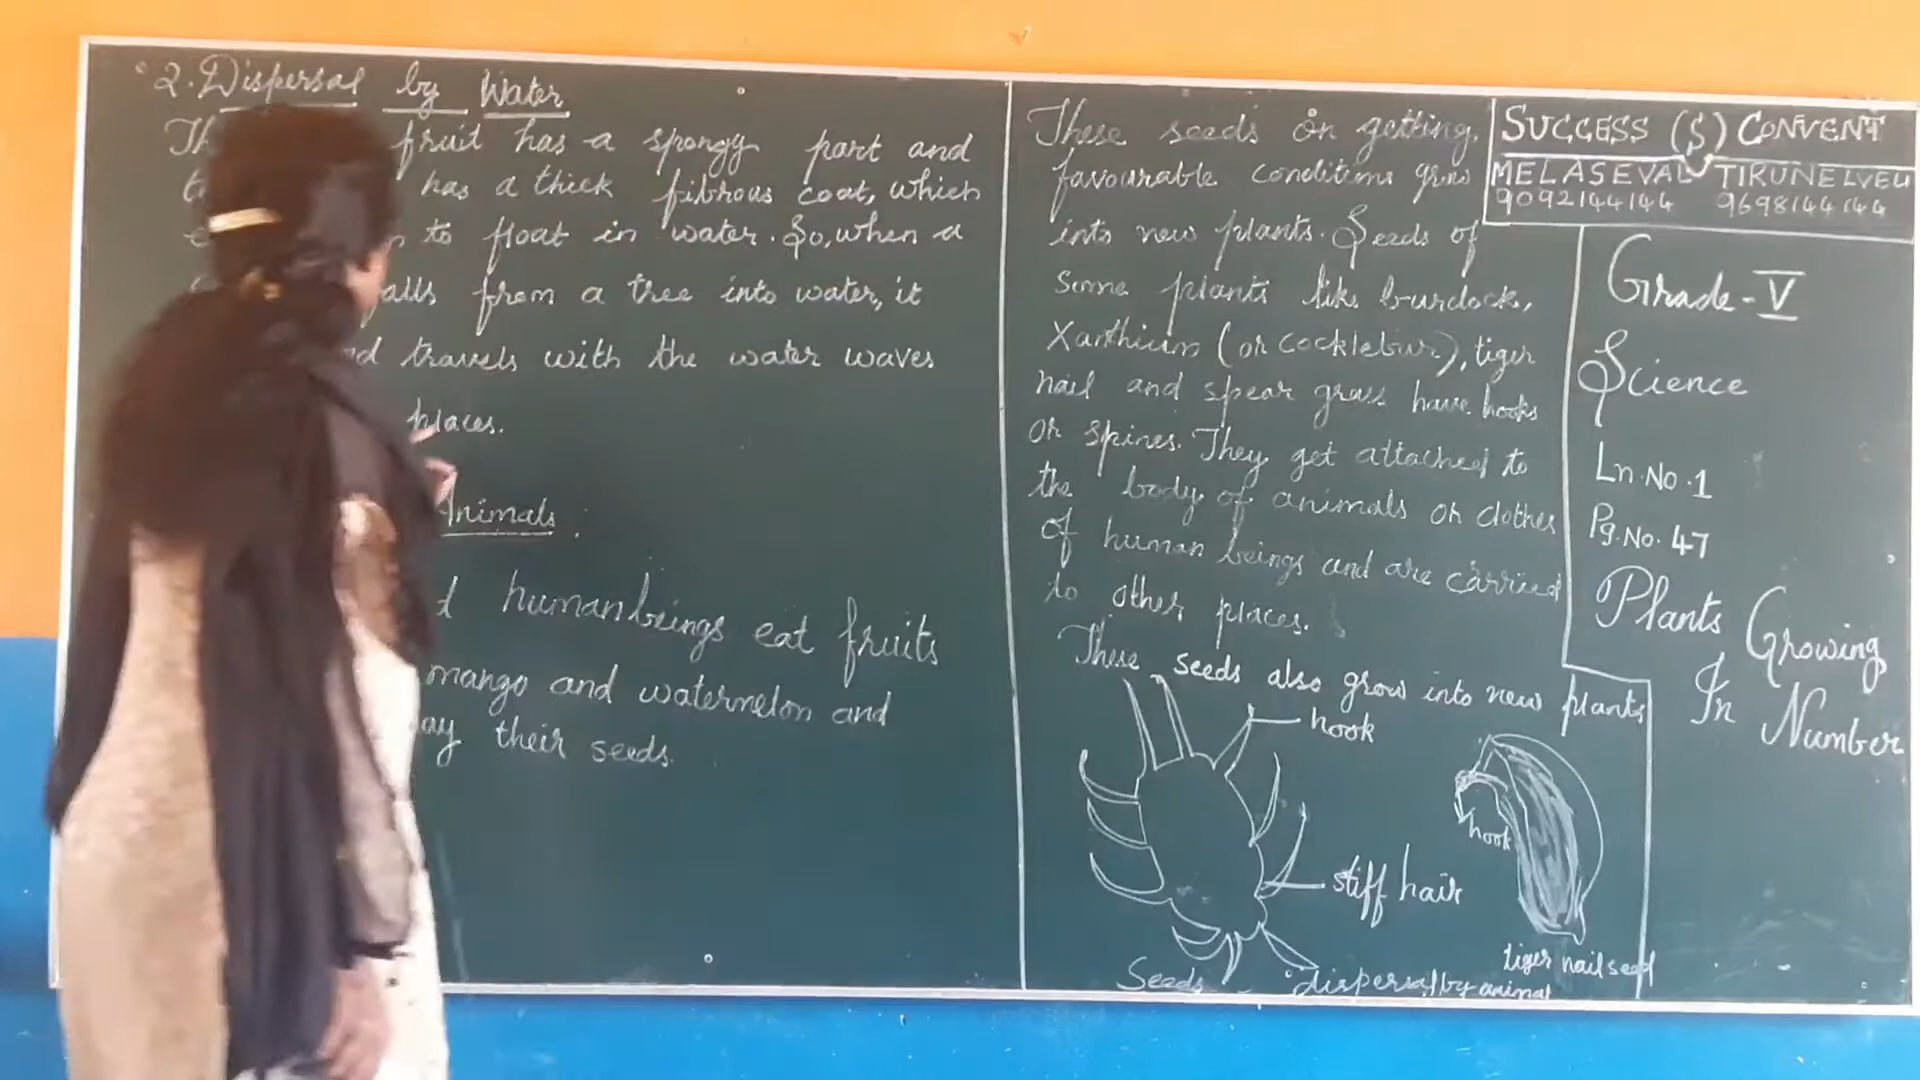 2. Dispersal by Water
fruit has a spongy part and
has a thick fibrous coat, which
to float in water. So, when a
from a tree into water, it
travels with the water waves
places.
Animals :
humanbeings eat fruits
mango and watermelon and
their seeds.
These seeds on getting
favourable conditions grow
into new plants. Seeds of
Some plants like burdock,
Xanthium (or cocklebur), tiger
nail and spear grass have hooks
or spines. They get attached to
the body of animals or clothes
of human beings and are carried
to other places.
These seeds also grow into new plants
hook
stiff hair
Seeds dispersal by animal
hook
tiger nail seed
SUCCESS (S) CONVENT
MELASEVAL TIRUNELVELI
9092144144 9698144144
Grade - V
Science
Ln. No. 1
Pg. No. 47
Plants Growing
In Number